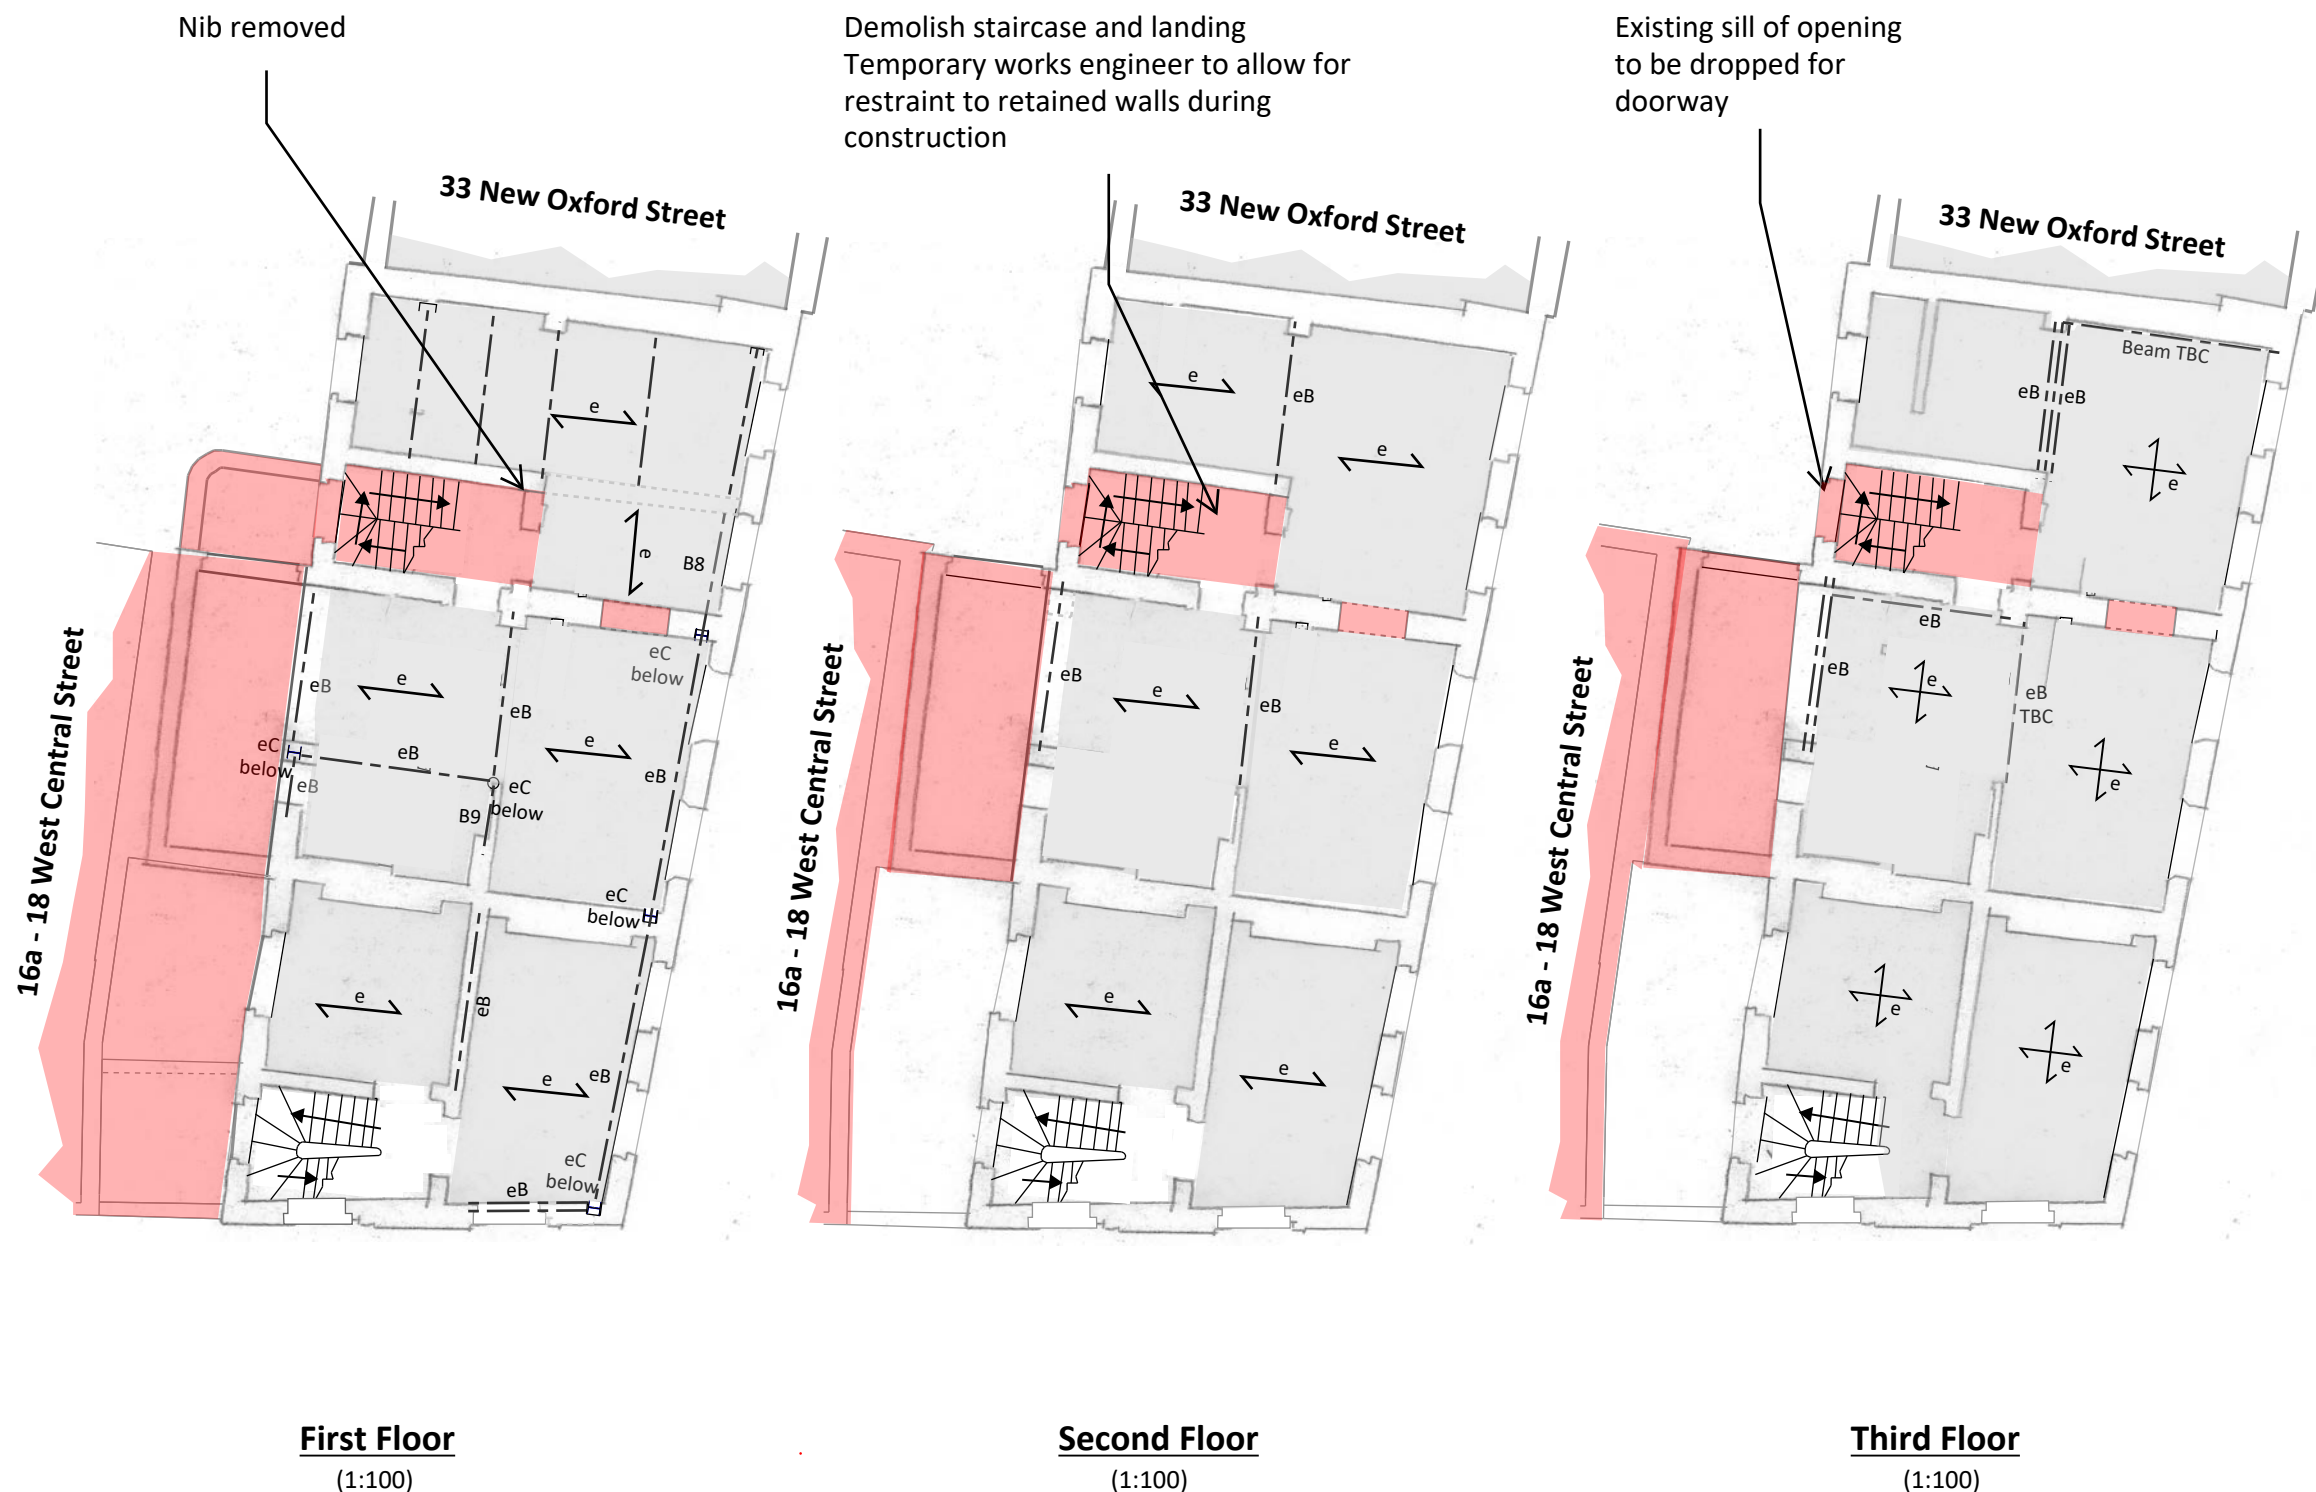 Nib removed
Demolish staircase and landing
Temporary works engineer to allow for
restraint to retained walls during
construction
Existing sill of opening
to be dropped for
doorway
33 New Oxford Street
e
e
B8
eC
below
eB
e
eB
eC
below
eB
eB
e
eB
eC
below
B9
eC
below
e
eB
e
eB
eC
below
eB
16a - 18 West Central Street
First Floor
(1:100)
33 New Oxford Street
e
eB
e
eB
e
eB
e
e
e
16a - 18 West Central Street
Second Floor
(1:100)
33 New Oxford Street
Beam TBC
eB
eB
e
eB
eB
e
eB
TBC
e
e
e
16a - 18 West Central Street
Third Floor
(1:100)